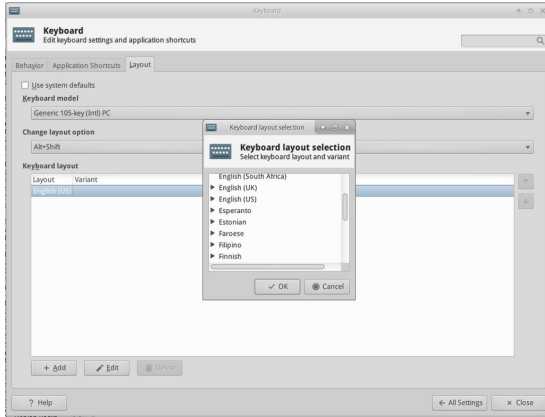 Keyboard
Keyboard
Edit keyboard settings and application shortcuts
Behavior Application Shortcuts Layout
Use system defaults
Keyboard model
Generic 105-key (Intl) PC
Change layout option
Alt+Shift
Keyboard layout
Layout Variant
English (US)
Keyboard layout selection
Keyboard layout selection
Select keyboard layout and variant
English (South Africa)
English (UK)
English (US)
Esperanto
Estonian
Faroese
Filipino
Finnish
OK Cancel
+ Add Edit Delete
? Help All Settings × Close